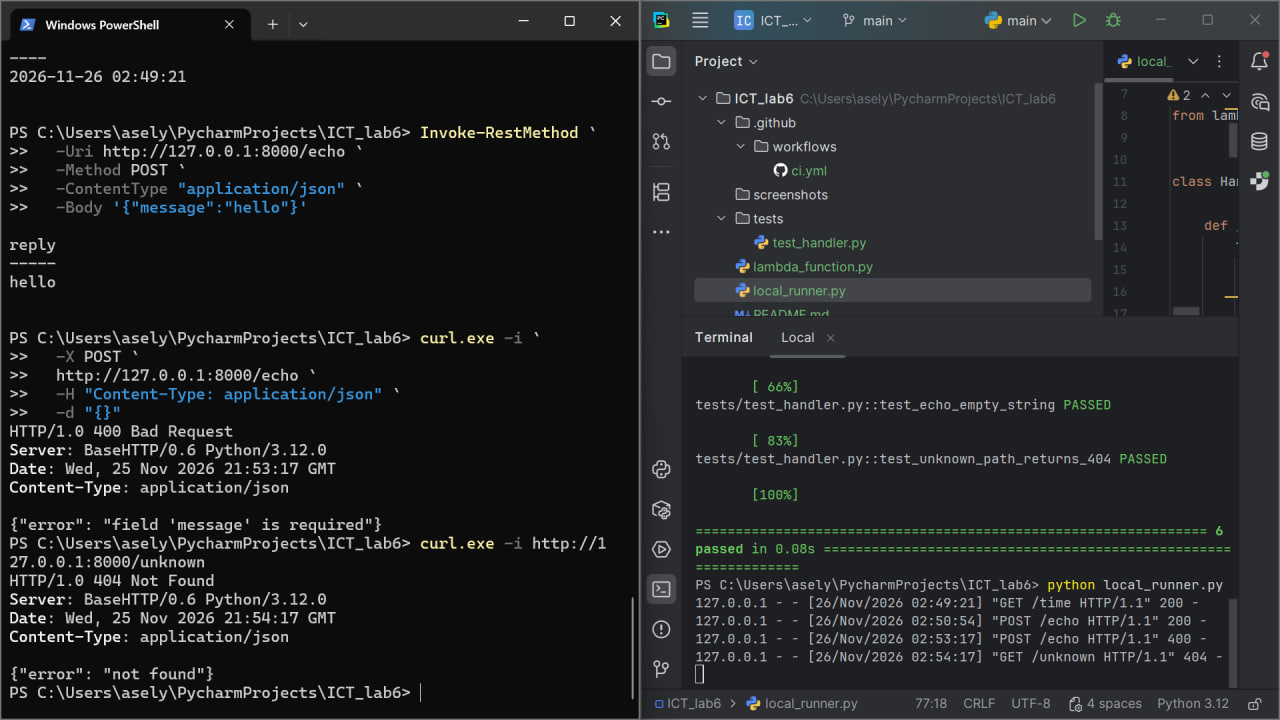 Windows PowerShell
----
2026-11-26 02:49:21
PS C:\Users\asely\PycharmProjects\ICT_lab6> Invoke-RestMethod `
>>   -Uri http://127.0.0.1:8000/echo `
>>   -Method POST `
>>   -ContentType "application/json" `
>>   -Body '{"message":"hello"}'
reply
-----
hello
PS C:\Users\asely\PycharmProjects\ICT_lab6> curl.exe -i `
>>   -X POST `
>>   http://127.0.0.1:8000/echo `
>>   -H "Content-Type: application/json" `
>>   -d "{}"
HTTP/1.0 400 Bad Request
Server: BaseHTTP/0.6 Python/3.12.0
Date: Wed, 25 Nov 2026 21:53:17 GMT
Content-Type: application/json
{"error": "field 'message' is required"}
PS C:\Users\asely\PycharmProjects\ICT_lab6> curl.exe -i http://1
27.0.0.1:8000/unknown
HTTP/1.0 404 Not Found
Server: BaseHTTP/0.6 Python/3.12.0
Date: Wed, 25 Nov 2026 21:54:17 GMT
Content-Type: application/json
{"error": "not found"}
PS C:\Users\asely\PycharmProjects\ICT_lab6>
IC ICT_... main main
Project
ICT_lab6 C:\Users\asely\PycharmProjects\ICT_lab6
.github
workflows
ci.yml
screenshots
tests
test_handler.py
lambda_function.py
local_runner.py
README.md
local_
2
7
8 from lamb
9
10
11 class Han
12
13 def
14
15
16
17
Terminal Local
[ 66%]
tests/test_handler.py::test_echo_empty_string PASSED
[ 83%]
tests/test_handler.py::test_unknown_path_returns_404 PASSED
[100%]
================================================================= 6
passed in 0.08s ====================================================
=============
PS C:\Users\asely\PycharmProjects\ICT_lab6> python local_runner.py
127.0.0.1 - - [26/Nov/2026 02:49:21] "GET /time HTTP/1.1" 200 -
127.0.0.1 - - [26/Nov/2026 02:50:54] "POST /echo HTTP/1.1" 200 -
127.0.0.1 - - [26/Nov/2026 02:53:17] "POST /echo HTTP/1.1" 400 -
127.0.0.1 - - [26/Nov/2026 02:54:17] "GET /unknown HTTP/1.1" 404 -
ICT_lab6 > local_runner.py 77:18 CRLF UTF-8 4 spaces Python 3.12